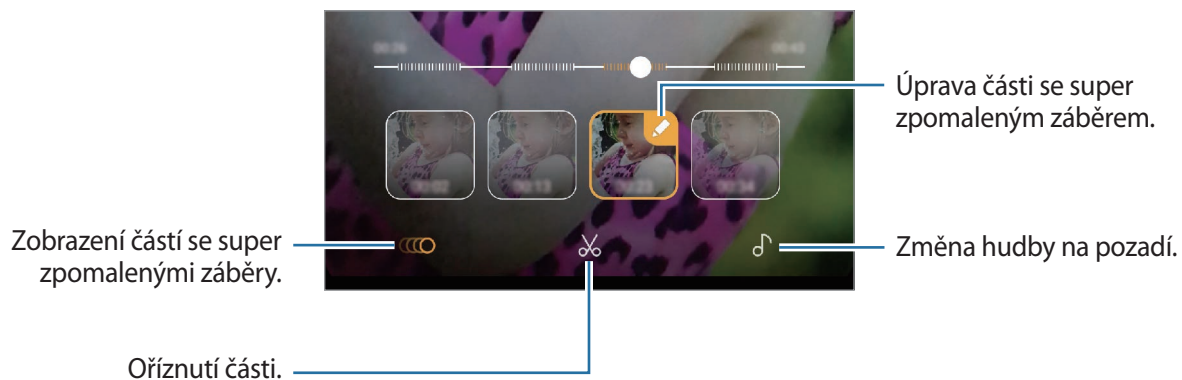 Úprava části se super
zpomaleným záběrem.
Zobrazení částí se super
zpomalenými záběry.
Změna hudby na pozadí.
Oříznutí části.